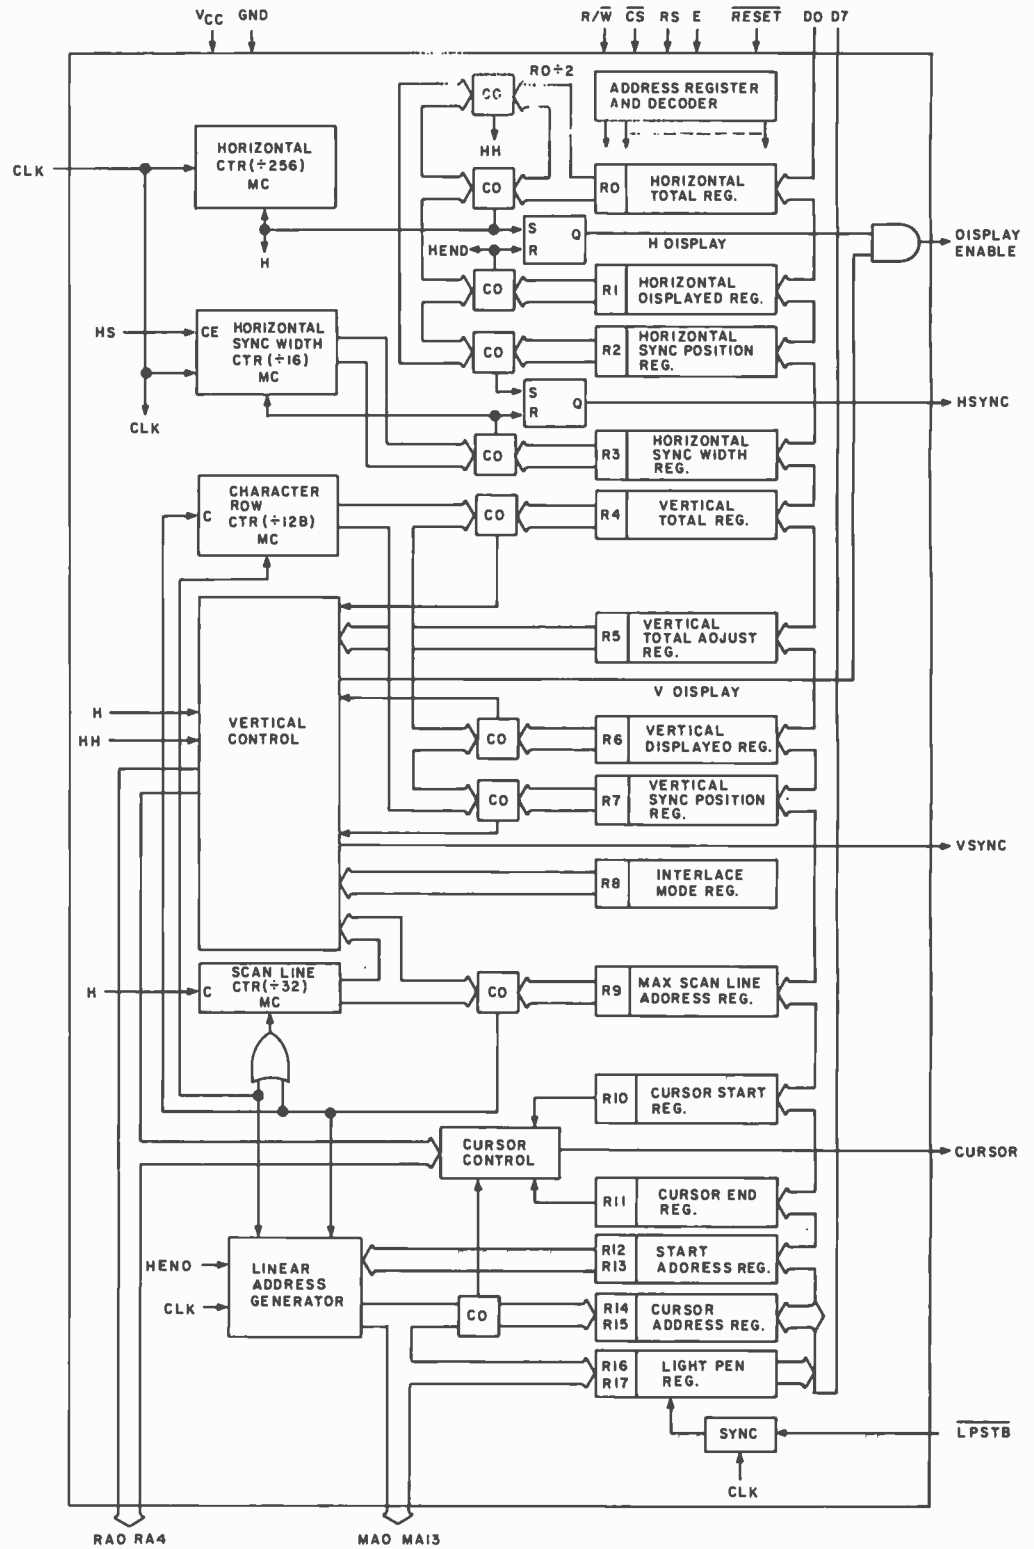 VCC GND
R/W CS RS E RESET D0 D7
R0÷2
CO
ADDRESS REGISTER
AND DECODER
HH
HORIZONTAL
CTR(÷256)
MC
CLK
CO
R0
HORIZONTAL
TOTAL REG.
S
R
Q
H
HEND
H DISPLAY
DISPLAY
ENABLE
CO
R1
HORIZONTAL
DISPLAYED REG.
HS
CE
HORIZONTAL
SYNC WIDTH
CTR (÷16)
MC
CO
R2
HORIZONTAL
SYNC POSITION
REG.
S
R
Q
HSYNC
CLK
CO
R3
HORIZONTAL
SYNC WIDTH
REG.
C
CHARACTER
ROW
CTR(÷128)
MC
CO
R4
VERTICAL
TOTAL REG.
R5
VERTICAL
TOTAL AOJUST
REG.
V DISPLAY
H
HH
VERTICAL
CONTROL
CO
R6
VERTICAL
DISPLAYED REG.
CO
R7
VERTICAL
SYNC POSITION
REG.
VSYNC
R8
INTERLACE
MODE REG.
H
C
SCAN LINE
CTR(÷32)
MC
CO
R9
MAX SCAN LINE
ADDRESS REG.
R10
CURSOR START
REG.
CURSOR
CONTROL
CURSOR
R11
CURSOR END
REG.
HENO
CLK
LINEAR
ADDRESS
GENERATOR
R12
R13
START
ADDRESS REG.
CO
R14
R15
CURSOR
ADDRESS REG.
R16
R17
LIGHT PEN
REG.
SYNC
LPSTB
CLK
RA0 RA4
MA0 MA13